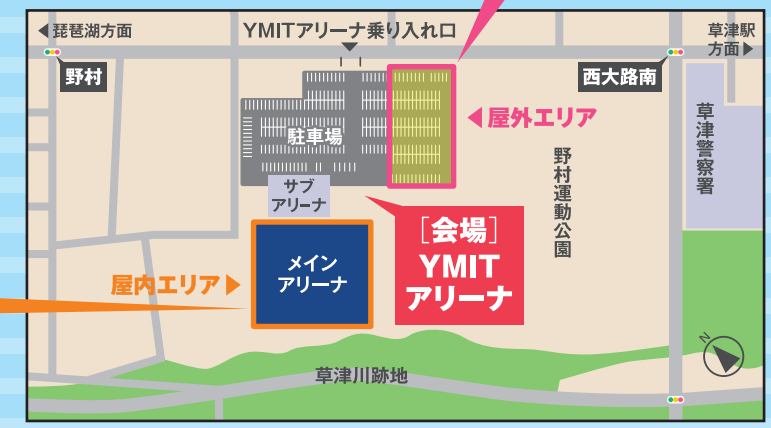 琵琶湖方面
YMITアリーナ乗り入れ口
草津駅
方面
野村
西大路南
屋外エリア
駐車場
草津警察署
野村運動公園
サブ
アリーナ
[会場]
YMIT
アリーナ
メイン
アリーナ
屋内エリア
N
草津川跡地